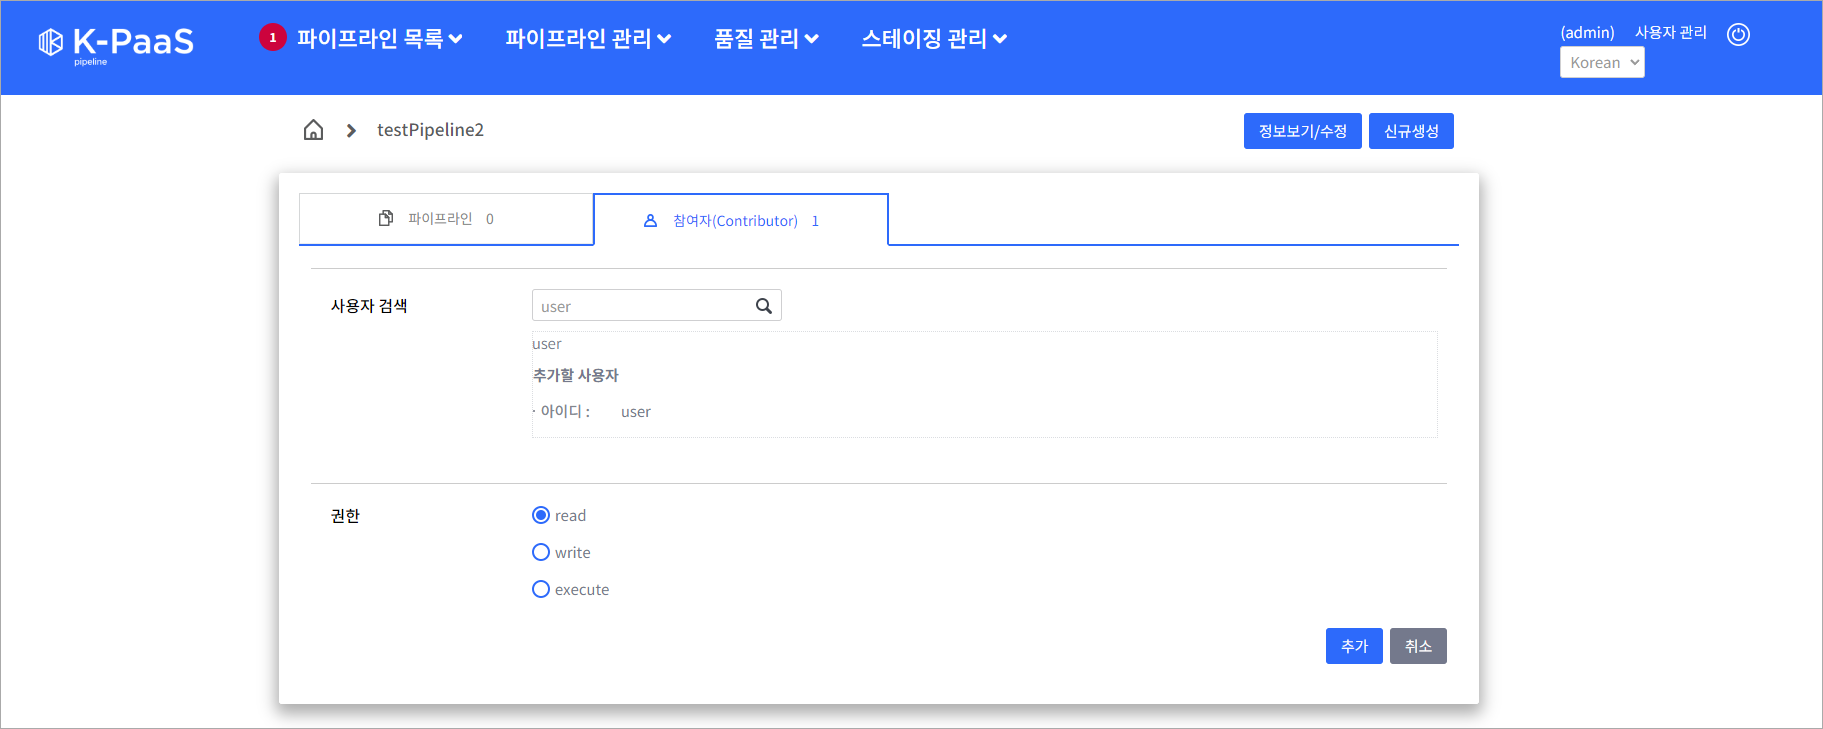 K-PaaS
pipeline
1 파이프라인 목록 파이프라인 관리 품질 관리 스테이징 관리
(admin) 사용자 관리
Korean
testPipeline2
정보보기/수정 신규생성
파이프라인 0 참여자(Contributor) 1
사용자 검색 user
user
추가할 사용자
· 아이디 : user
권한 read
write
execute
추가 취소